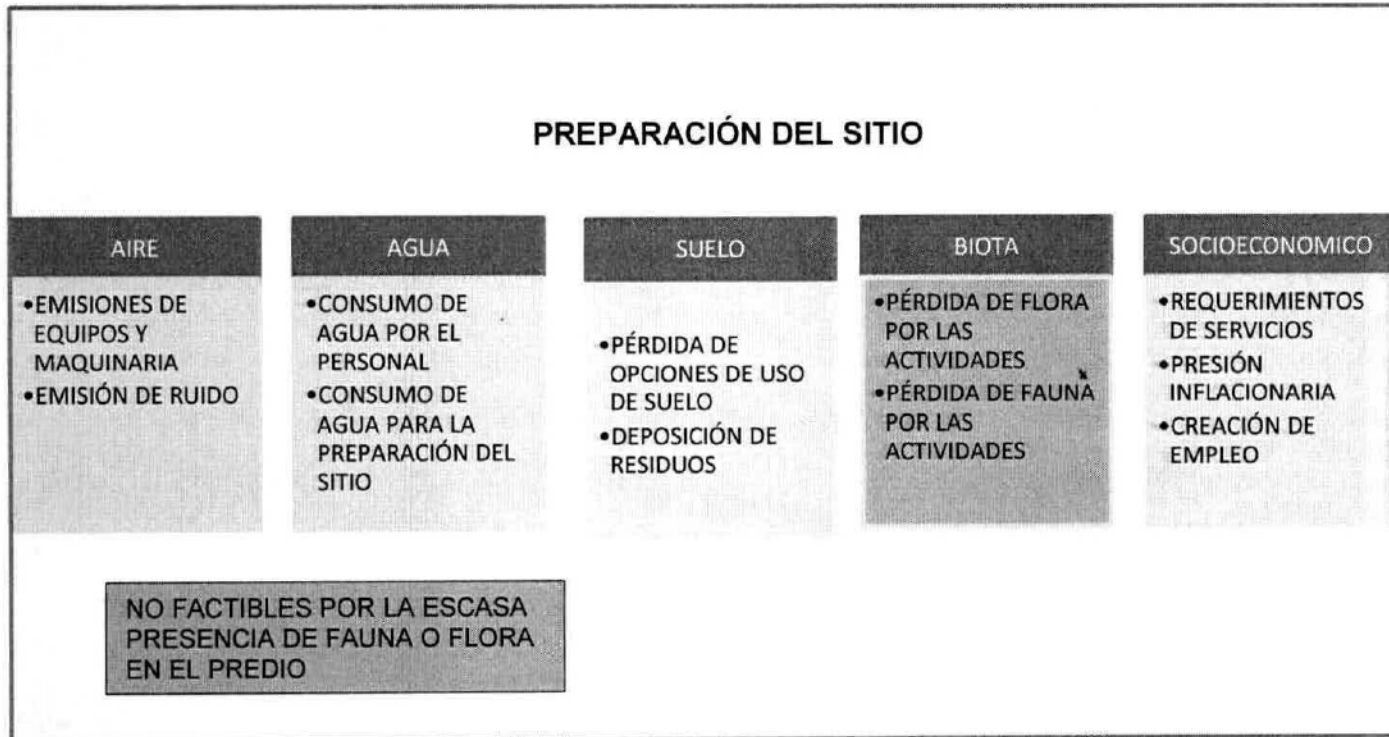 PREPARACIÓN DEL SITIO
AIRE
•EMISIONES DE
EQUIPOS Y
MAQUINARIA
•EMISIÓN DE RUIDO
AGUA
•CONSUMO DE
AGUA POR EL
PERSONAL
•CONSUMO DE
AGUA PARA LA
PREPARACIÓN DEL
SITIO
SUELO
•PÉRDIDA DE
OPCIONES DE USO
DE SUELO
•DEPOSICIÓN DE
RESIDUOS
BIOTA
•PÉRDIDA DE FLORA
POR LAS
ACTIVIDADES
•PÉRDIDA DE FAUNA
POR LAS
ACTIVIDADES
SOCIOECONOMICO
•REQUERIMIENTOS
DE SERVICIOS
•PRESIÓN
INFLACIONARIA
•CREACIÓN DE
EMPLEO
NO FACTIBLES POR LA ESCASA
PRESENCIA DE FAUNA O FLORA
EN EL PREDIO